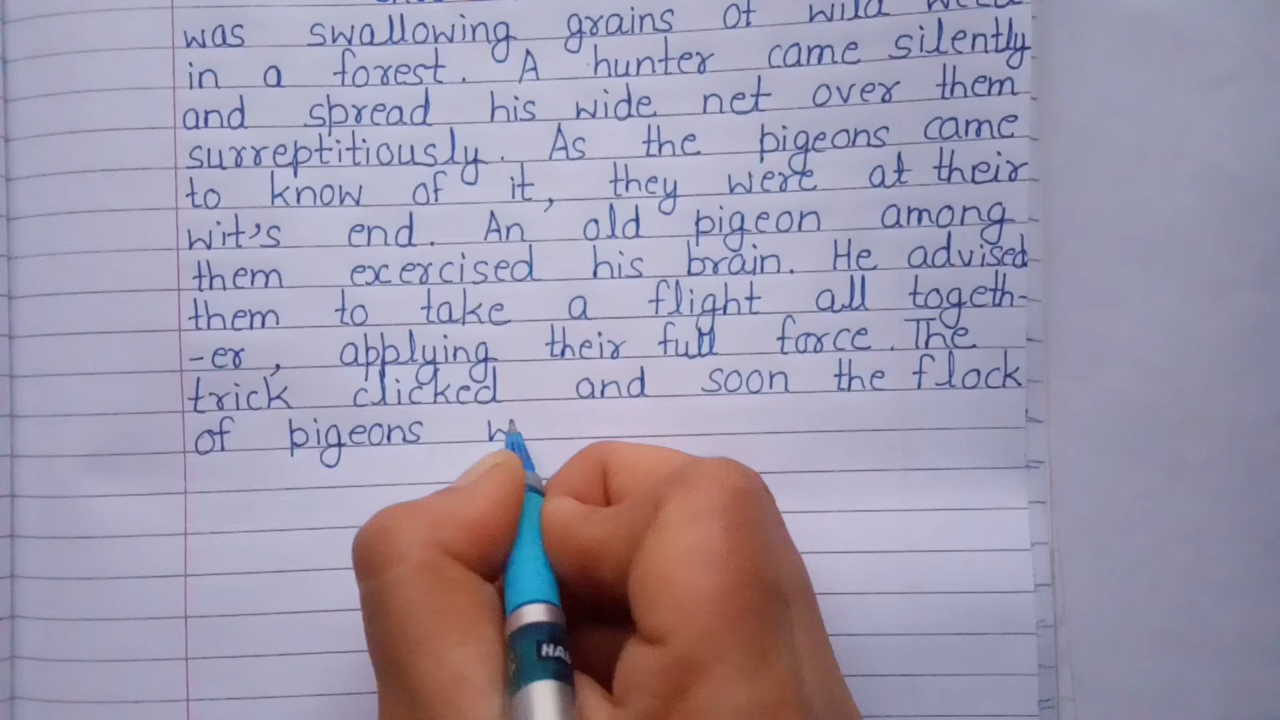 was swallowing grains of wild
in a forest. A hunter came silently
and spread his wide net over them
surreptitiously. As the pigeons came
to know of it, they were at their
wit's end. An old pigeon among
them exercised his brain. He advised
them to take a flight all togeth-
-er, applying their full force. The
trick clicked and soon the flock
of pigeons w
HAU